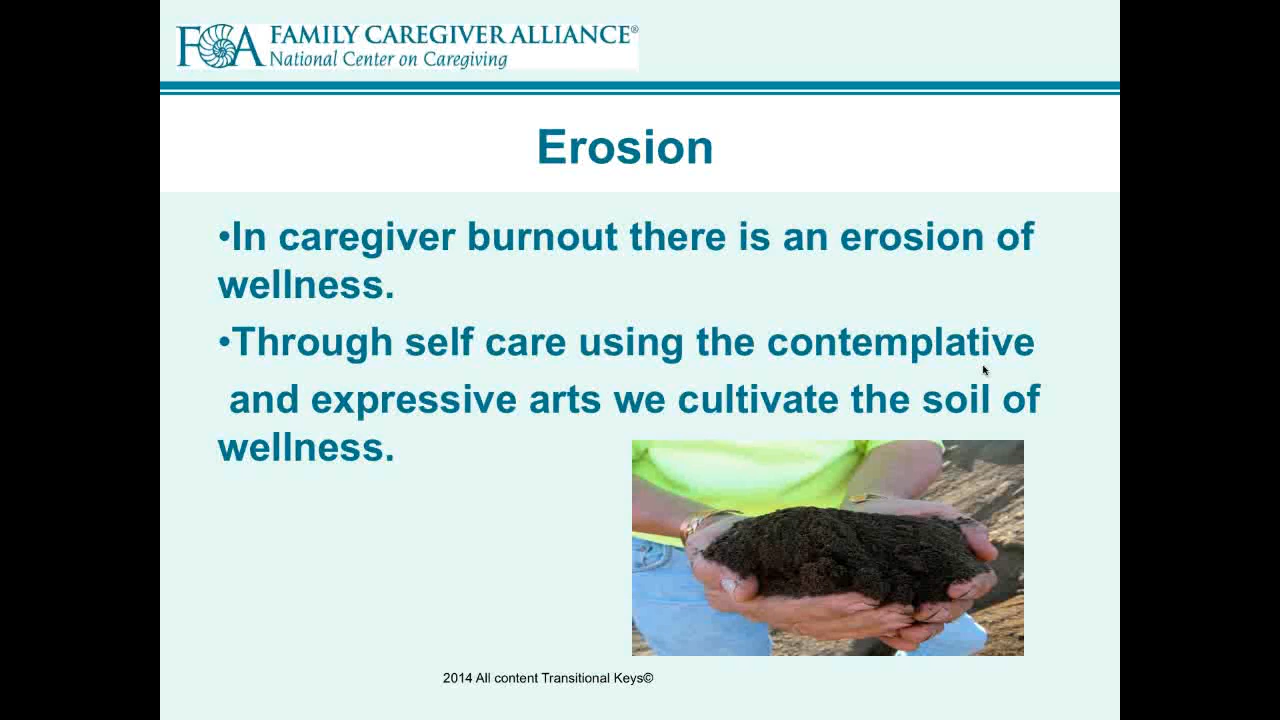 FCA FAMILY CAREGIVER ALLIANCE®
National Center on Caregiving
Erosion
•In caregiver burnout there is an erosion of
wellness.
•Through self care using the contemplative
and expressive arts we cultivate the soil of
wellness.
2014 All content Transitional Keys©